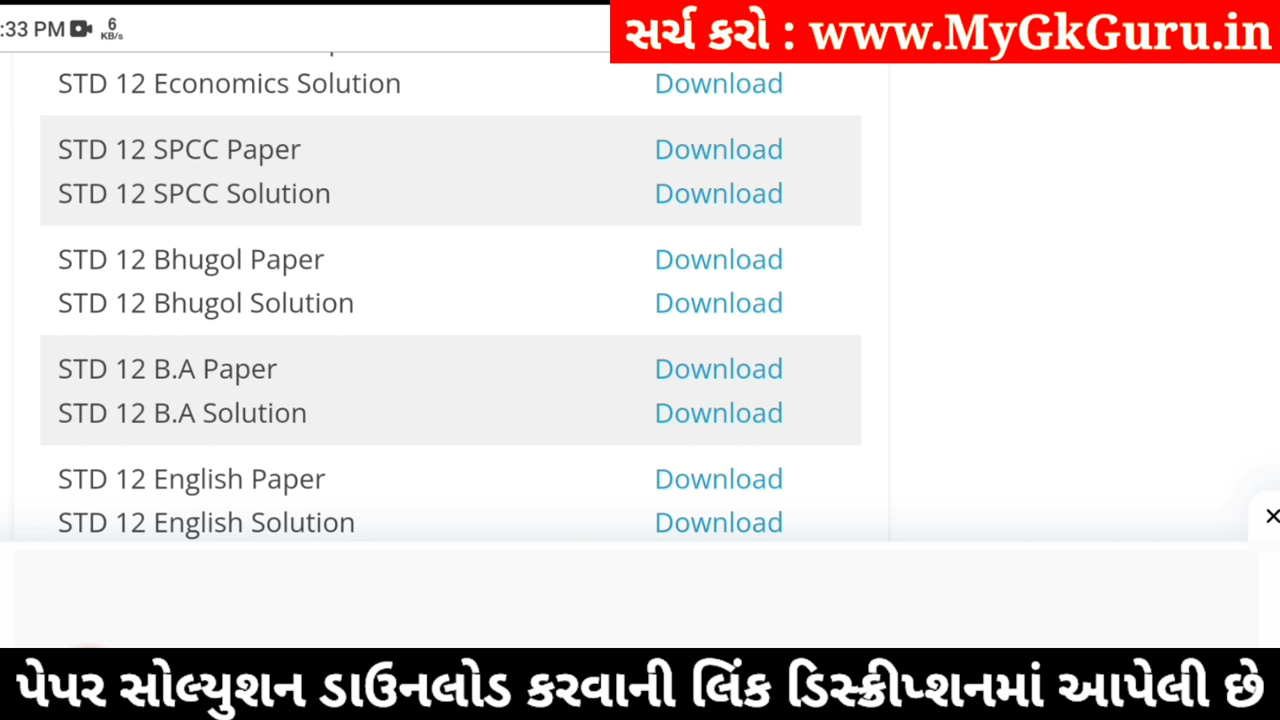 :33 PM 6 KB/s
સર્ચ કરો : www.MyGkGuru.in
STD 12 Economics Solution Download
STD 12 SPCC Paper Download
STD 12 SPCC Solution Download
STD 12 Bhugol Paper Download
STD 12 Bhugol Solution Download
STD 12 B.A Paper Download
STD 12 B.A Solution Download
STD 12 English Paper Download
STD 12 English Solution Download
પેપર સોલ્યુશન ડાઉનલોડ કરવાની લિંક ડિસ્ક્રીપ્શનમાં આપેલી છે